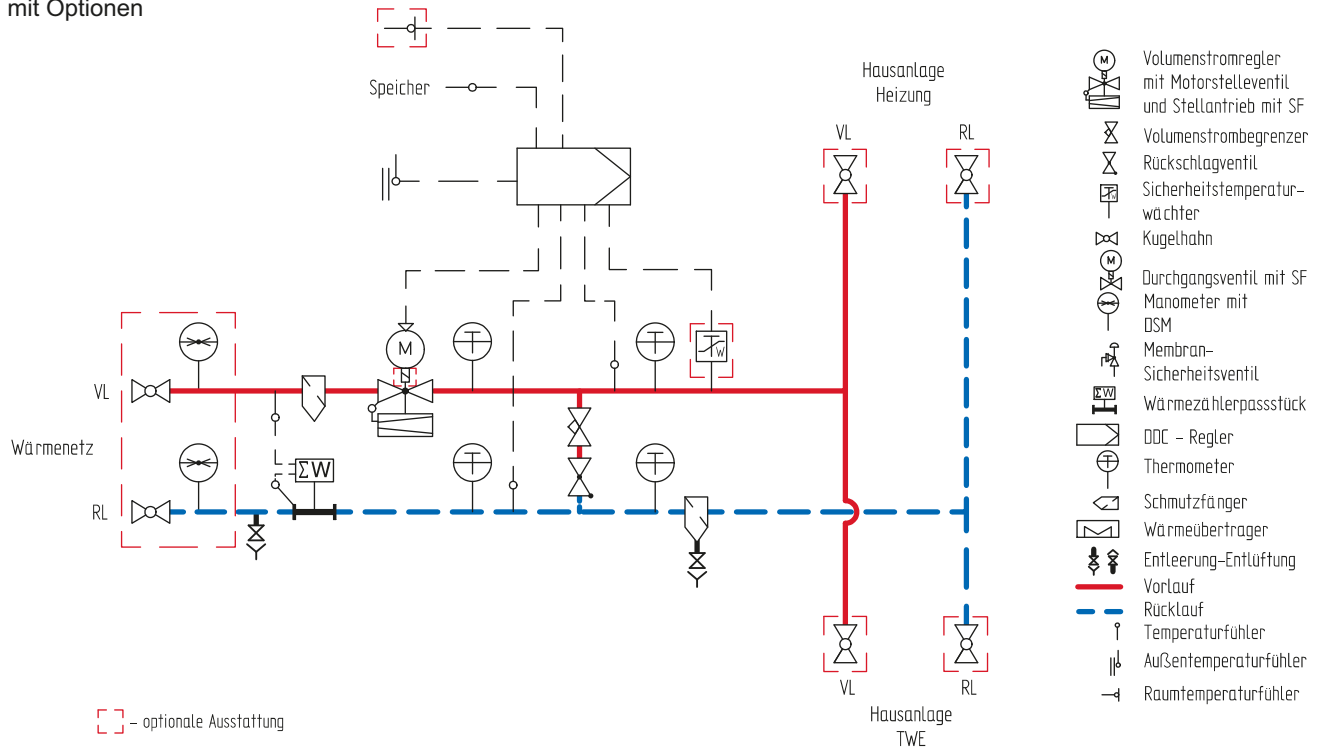 mit Optionen
Speicher
Hausanlage
Heizung
VL
RL
M
T
T
W
VL
Wärmenetz
ΣW
T
T
RL
VL
RL
Hausanlage
TWE
- optionale Ausstattung
M
Volumenstromregler
mit Motorstelleventil
und Stellantrieb mit SF
Volumenstrombegrenzer
Rückschlagventil
W
Sicherheitstemperatur-
wächter
Kugelhahn
M
Durchgangsventil mit SF
Manometer mit
DSM
Membran-
Sicherheitsventil
ΣW
Wärmezählerpassstück
DDC - Regler
T
Thermometer
Schmutzfänger
Wärmeübertrager
Entleerung-Entlüftung
Vorlauf
Rücklauf
Temperaturfühler
Außentemperaturfühler
Raumtemperaturfühler